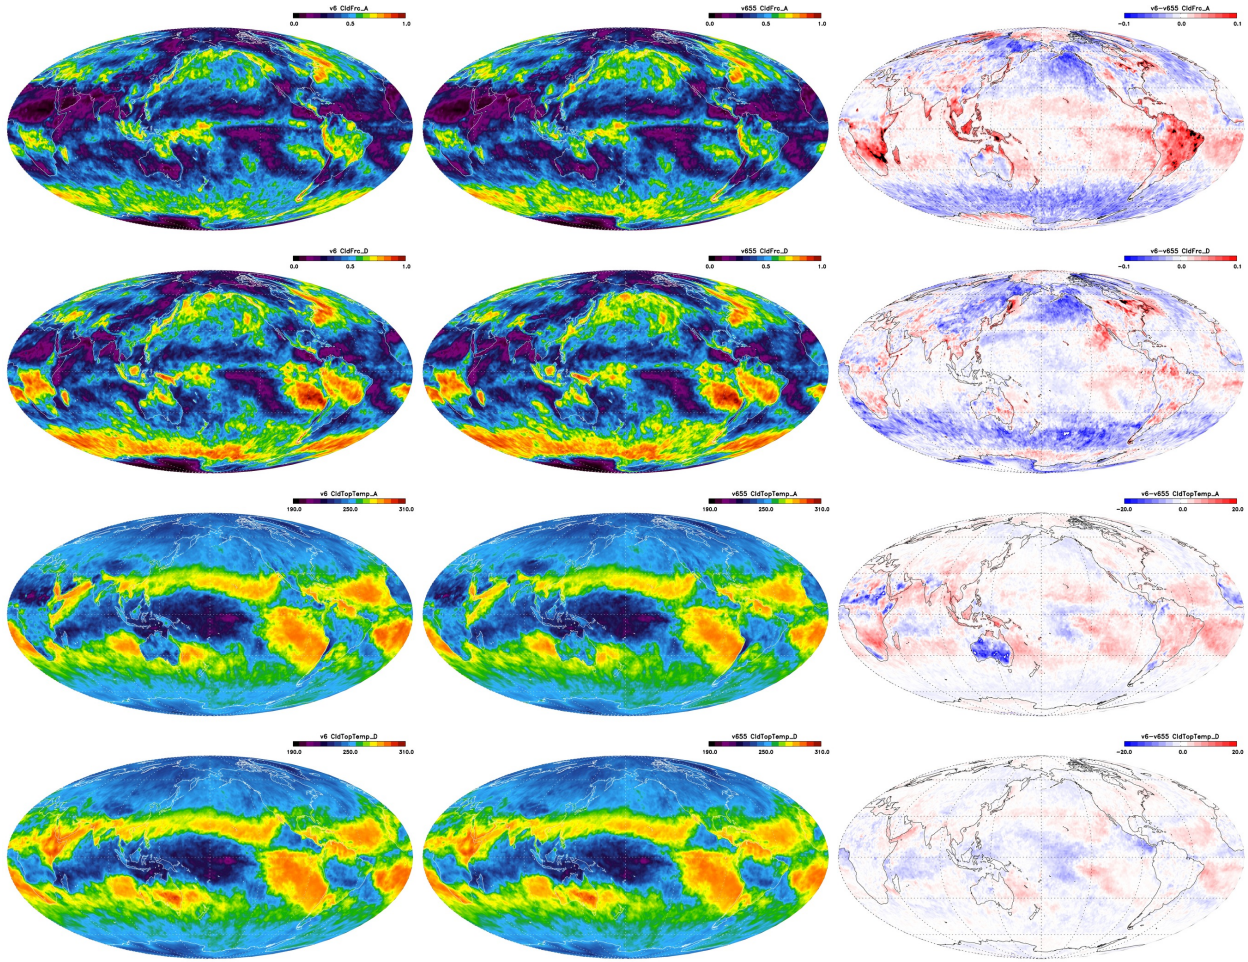 v6 CldFrc_A
0.0 0.5 1.0
v655 CldFrc_A
0.0 0.5 1.0
v6-v655 CldFrc_A
-0.1 0.0 0.1
v6 CldFrc_D
0.0 0.5 1.0
v655 CldFrc_D
0.0 0.5 1.0
v6-v655 CldFrc_D
-0.1 0.0 0.1
v6 CldTopTemp_A
190.0 250.0 310.0
v655 CldTopTemp_A
190.0 250.0 310.0
v6-v655 CldTopTemp_A
-20.0 0.0 20.0
v6 CldTopTemp_D
190.0 250.0 310.0
v655 CldTopTemp_D
190.0 250.0 310.0
v6-v655 CldTopTemp_D
-20.0 0.0 20.0